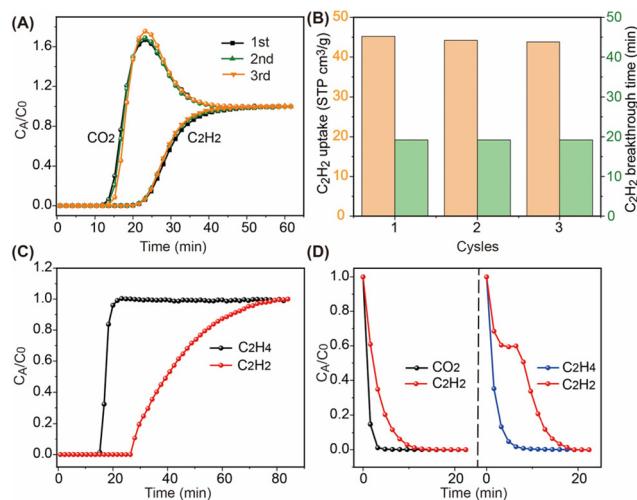 (A)
1.6
1.2
0.8
0.4
0.0
CA/C0
1st
2nd
3rd
CO2
C2H2
0 10 20 30 40 50 60
Time (min)
(B)
50
40
30
20
10
0
C2H2 uptake (STP cm3/g)
50
40
30
20
10
0
C2H2 breakthrough time (min)
1 2 3
Cysles
(C)
1.2
1.0
0.8
0.6
0.4
0.2
0.0
CA/C0
C2H4
C2H2
0 20 40 60 80
Time (min)
(D)
1.0
0.8
0.6
0.4
0.2
0.0
CA/C0
CO2
C2H2
C2H4
C2H2
0 20 0 20
Time (min)